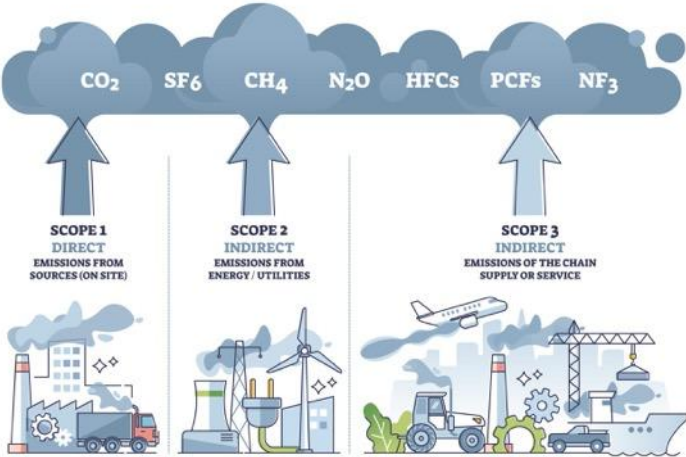 CO₂ SF₆ CH₄ N₂O HFCs PCFs NF₃
SCOPE 1
DIRECT
EMISSIONS FROM
SOURCES (ON SITE)
SCOPE 2
INDIRECT
EMISSIONS FROM
ENERGY / UTILITIES
SCOPE 3
INDIRECT
EMISSIONS OF THE CHAIN
SUPPLY OR SERVICE